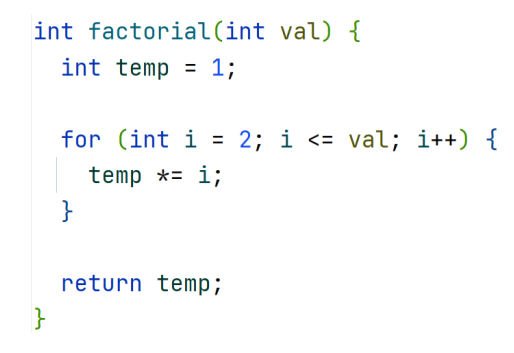 int factorial(int val) {
  int temp = 1;

  for (int i = 2; i <= val; i++) {
    temp *= i;
  }

  return temp;
}